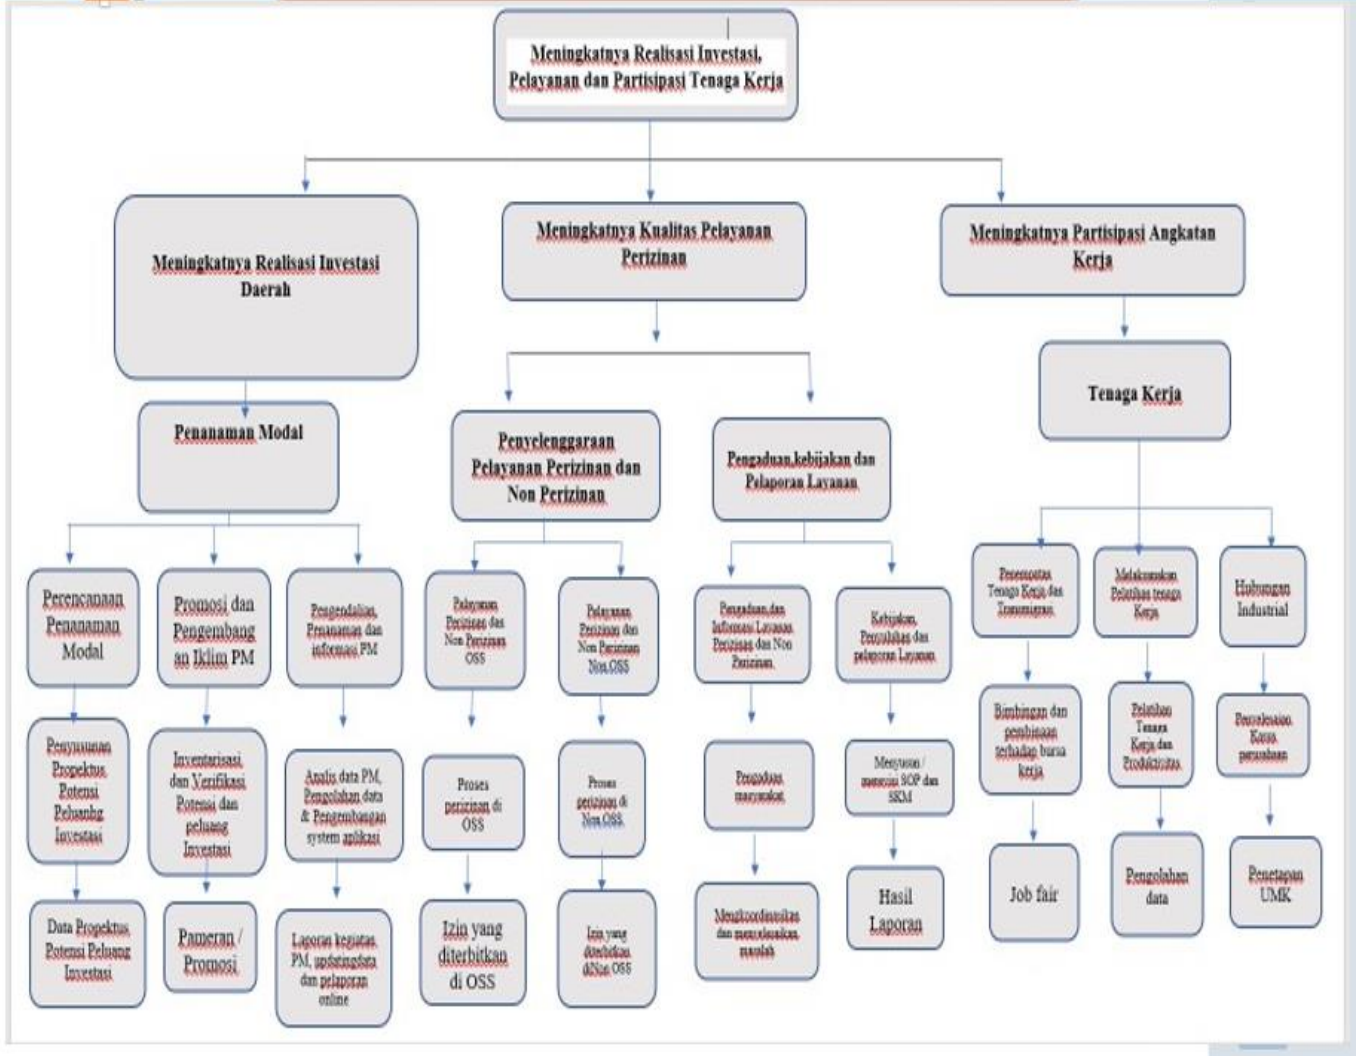 Meningkatnya Realisasi Investasi,
Pelayanan dan Partisipasi Tenaga Kerja
Meningkatnya Realisasi Investasi
Daerah
Meningkatnya Kualitas Pelayanan
Perizinan
Meningkatnya Partisipasi Angkatan
Kerja
Penanaman Modal
Penyelenggaraan
Pelayanan Perizinan dan
Non Perizinan
Pengaduan,kebijakan dan
Pelaporan Layanan
Tenaga Kerja
Perencanaan
Penanaman
Modal
Promosi dan
Pengembang
an Iklim PM
Pengendalian,
Penanaman dan
informasi PM
Pelayanan
Perizinan dan
Non Perizinan
OSS
Pelayanan
Perizinan dan
Non Perizinan
Non OSS
Pengaduan dan
Informasi Layanan
Perizinan dan Non
Perizinan
Kebijakan,
Penyuluhan dan
pelaporan Layanan
Penempatan
Tenaga Kerja dan
Transmigrasi
Melaksanakan
Pelatihan tenaga
Kerja
Hubungan
Industrial
Penyusunan
Propektus
Potensi
Peluanbg
Investasi
Inventarisasi
dan Verifikasi
Potensi dan
peluang
Investasi
Analis data PM,
Pengolahan data
& Pengembangan
system aplikasi
Proses
perizinan di
OSS
Proses
perizinan di
Non OSS
Pengaduan
masyarakat
Menyusun /
merevisi SOP dan
SKM
Bimbingan dan
pembinaan
terhadap bursa
kerja
Pelatihan
Tenaga
Kerja dan
Produktivitas
Penyelesaian
Kasus
perusahaan
Data Propektus
Potensi Peluang
Investasi
Pameran /
Promosi
Laporan kegiatan
PM, updatingdata
dan pelaporan
online
Izin yang
diterbitkan
di OSS
Izin yang
diterbitkan
diNon OSS
Mengkoordinasikan
dan menyelesaikan
masalah
Hasil
Laporan
Job fair
Pengolahan
data
Penetapan
UMK